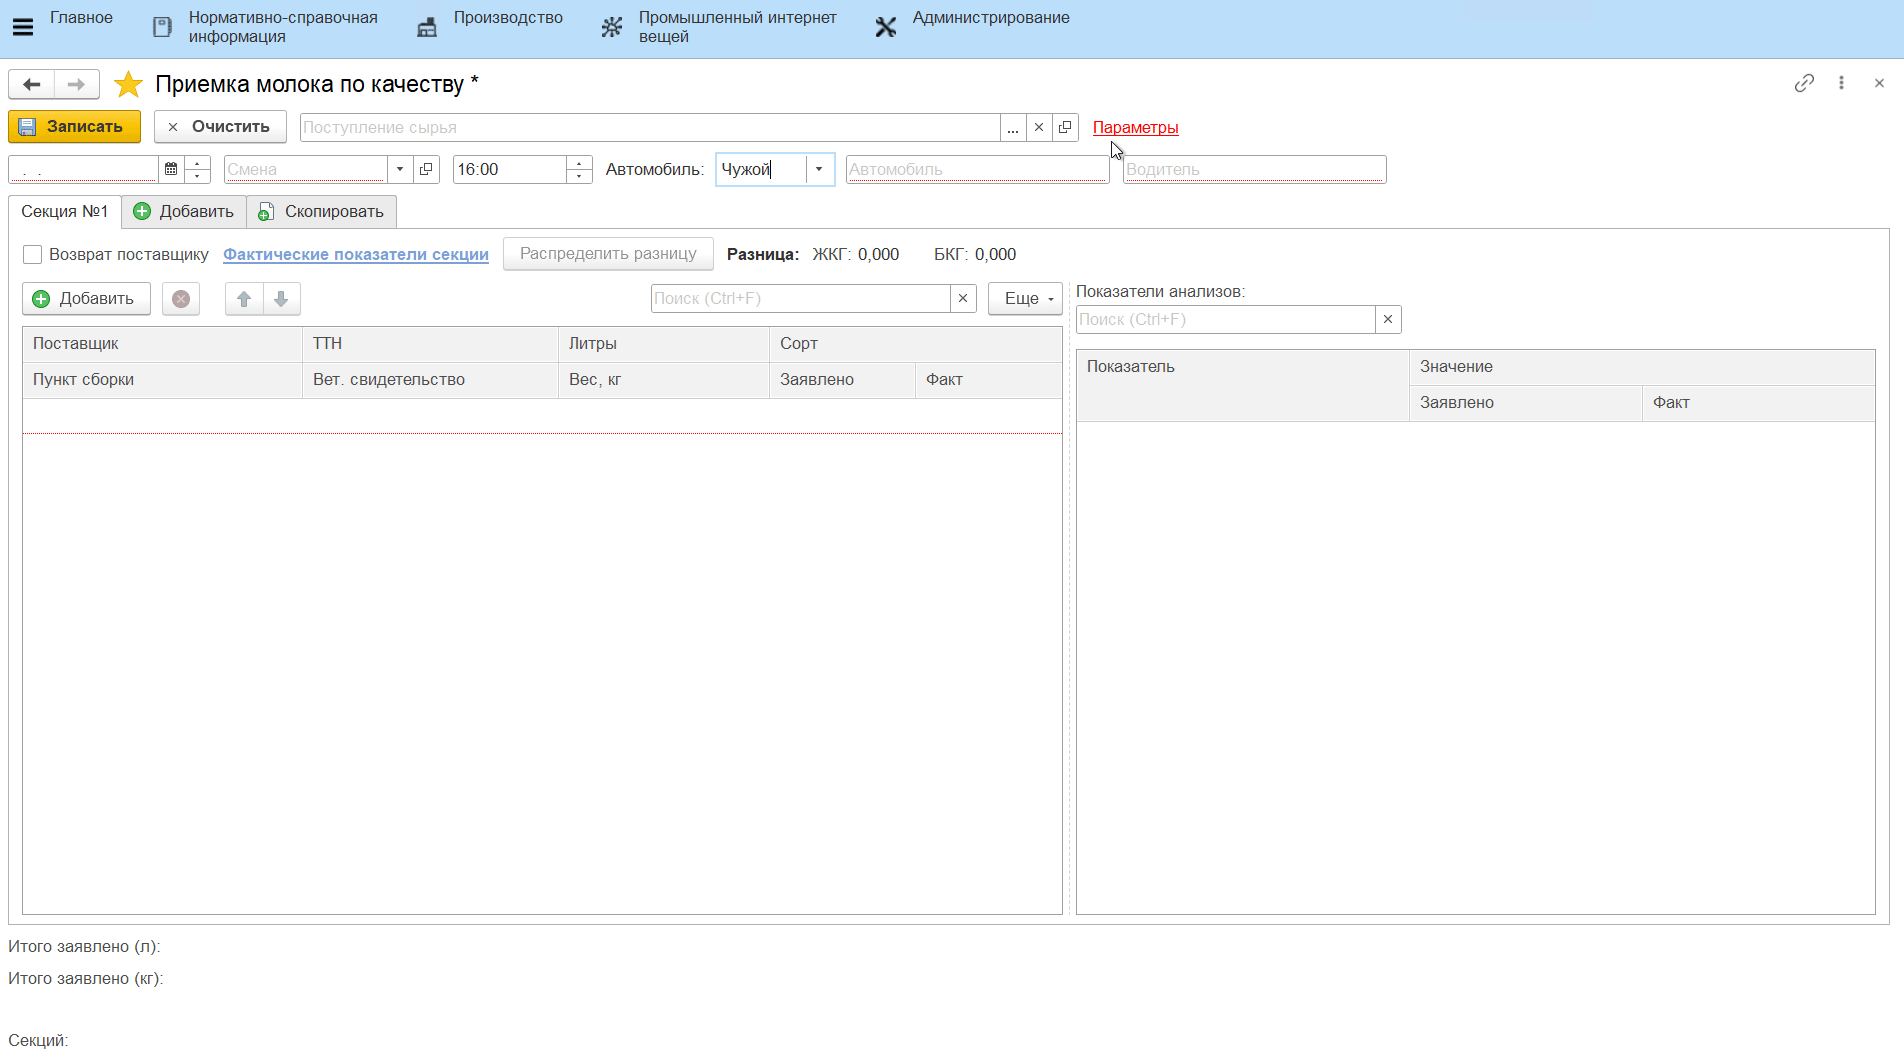 Главное
Нормативно-справочная
информация
Производство
Промышленный интернет
вещей
Администрирование
Приемка молока по качеству *
Записать
Очистить
Поступление сырья
...
Параметры
. .
Смена
16:00
Автомобиль:
Чужой
Автомобиль
Водитель
Секция №1
Добавить
Скопировать
Возврат поставщику
Фактические показатели секции
Распределить разницу
Разница:
ЖКГ: 0,000
БКГ: 0,000
Добавить
Поиск (Ctrl+F)
Еще
Показатели анализов:
Поиск (Ctrl+F)
Поставщик
ТТН
Литры
Сорт
Пункт сборки
Вет. свидетельство
Вес, кг
Заявлено
Факт
Показатель
Значение
Заявлено
Факт
Итого заявлено (л):
Итого заявлено (кг):
Секций: